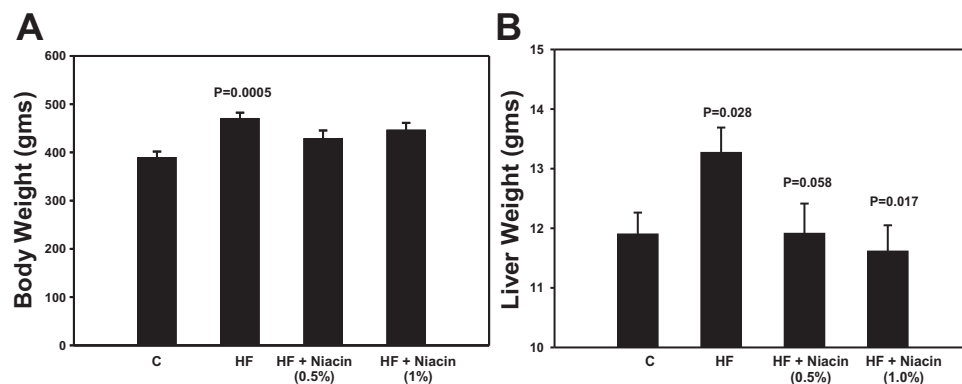 A
Body Weight (gms)
600
500
400
300
200
100
0
P=0.0005
C
HF
HF + Niacin
(0.5%)
HF + Niacin
(1%)
B
Liver Weight (gms)
15
14
13
12
11
10
P=0.028
P=0.058
P=0.017
C
HF
HF + Niacin
(0.5%)
HF + Niacin
(1.0%)